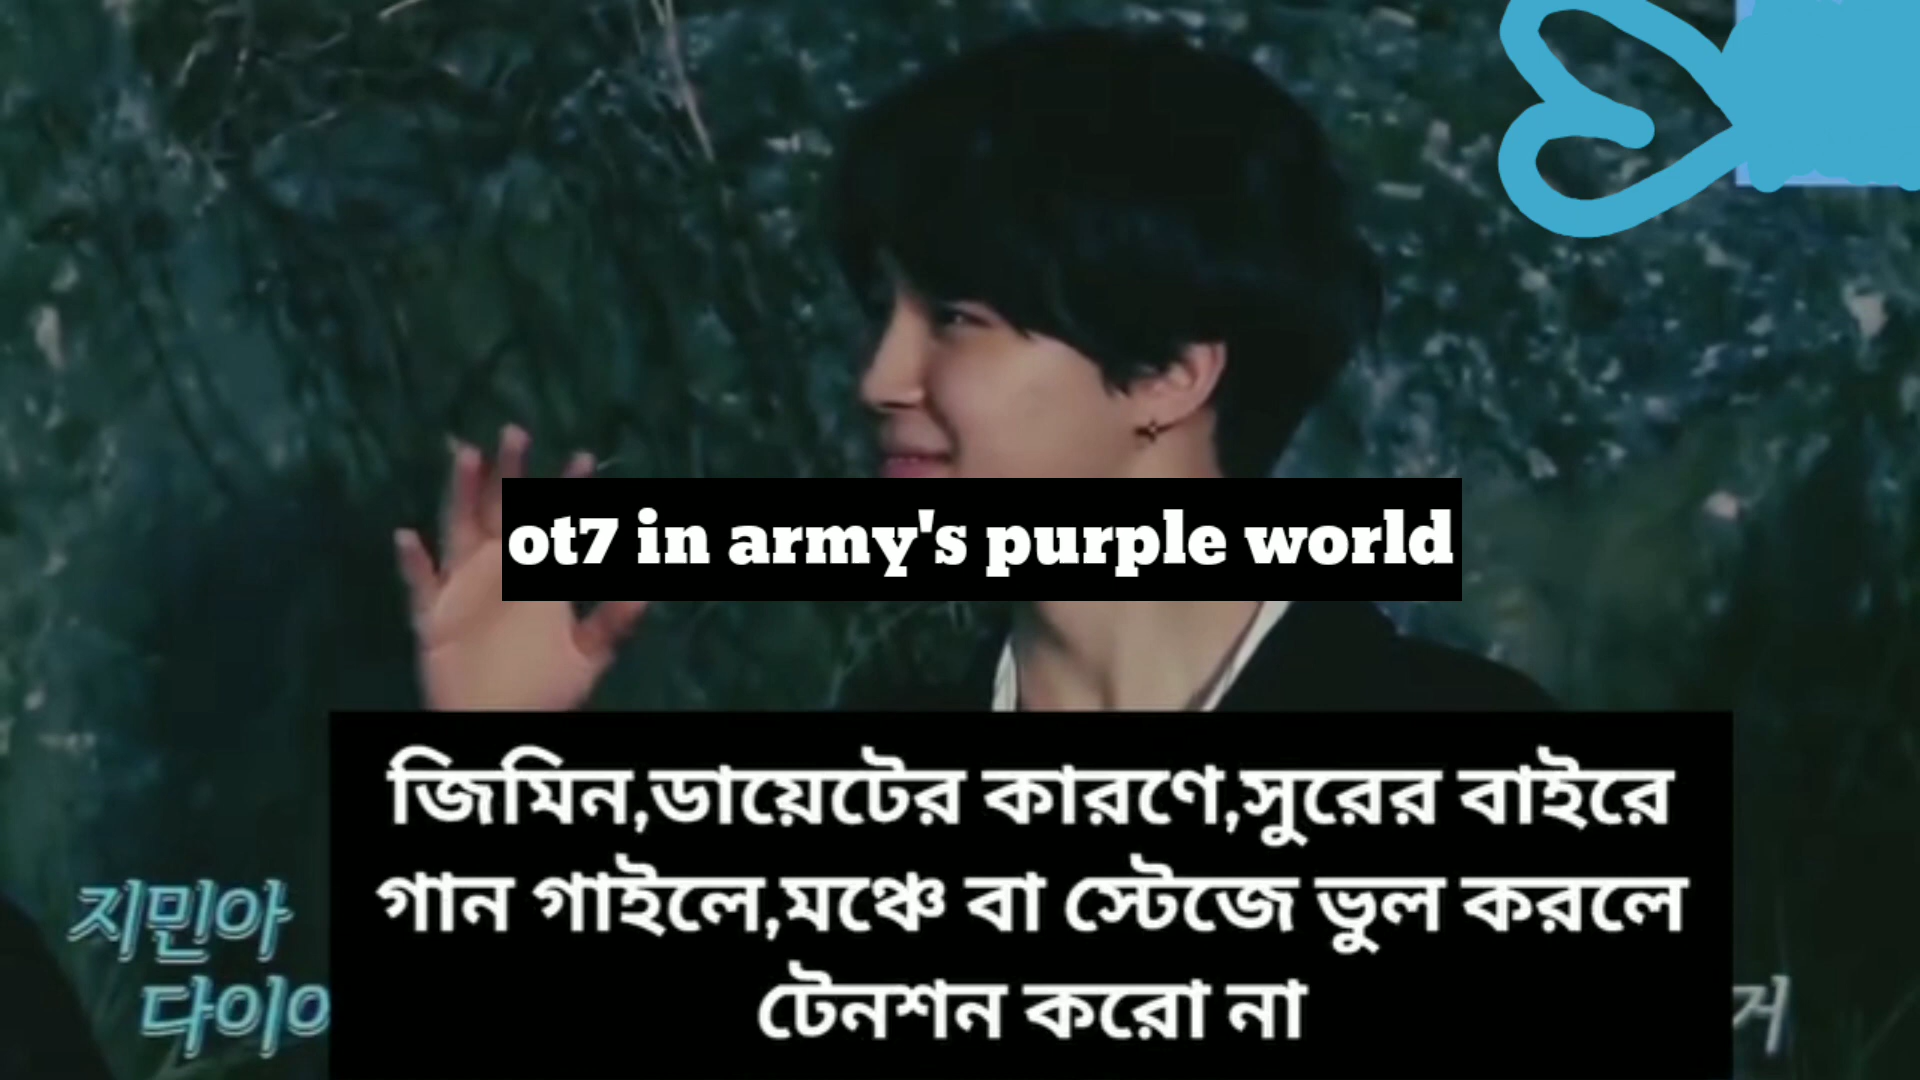 ot7 in army's purple world
জিমিন,ডায়েটের কারণে,সুরের বাইরে
গান গাইলে,মঞ্চে বা স্টেজে ভুল করলে
টেনশন করো না
지민아
다이어